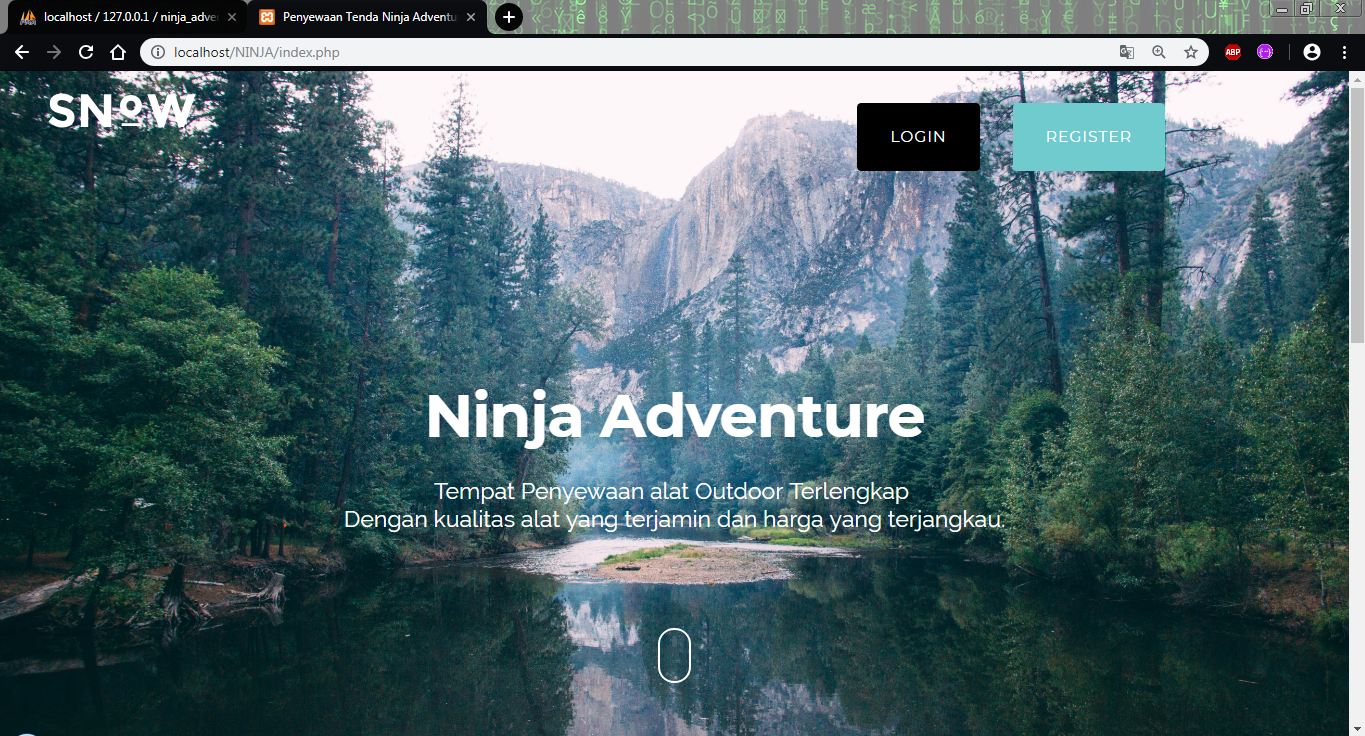 localhost / 127.0.0.1 / ninja_adve
Penyewaan Tenda Ninja Adventu
localhost/NINJA/index.php
ABP
SNoW
LOGIN
REGISTER
Ninja Adventure
Tempat Penyewaan alat Outdoor Terlengkap
Dengan kualitas alat yang terjamin dan harga yang terjangkau.